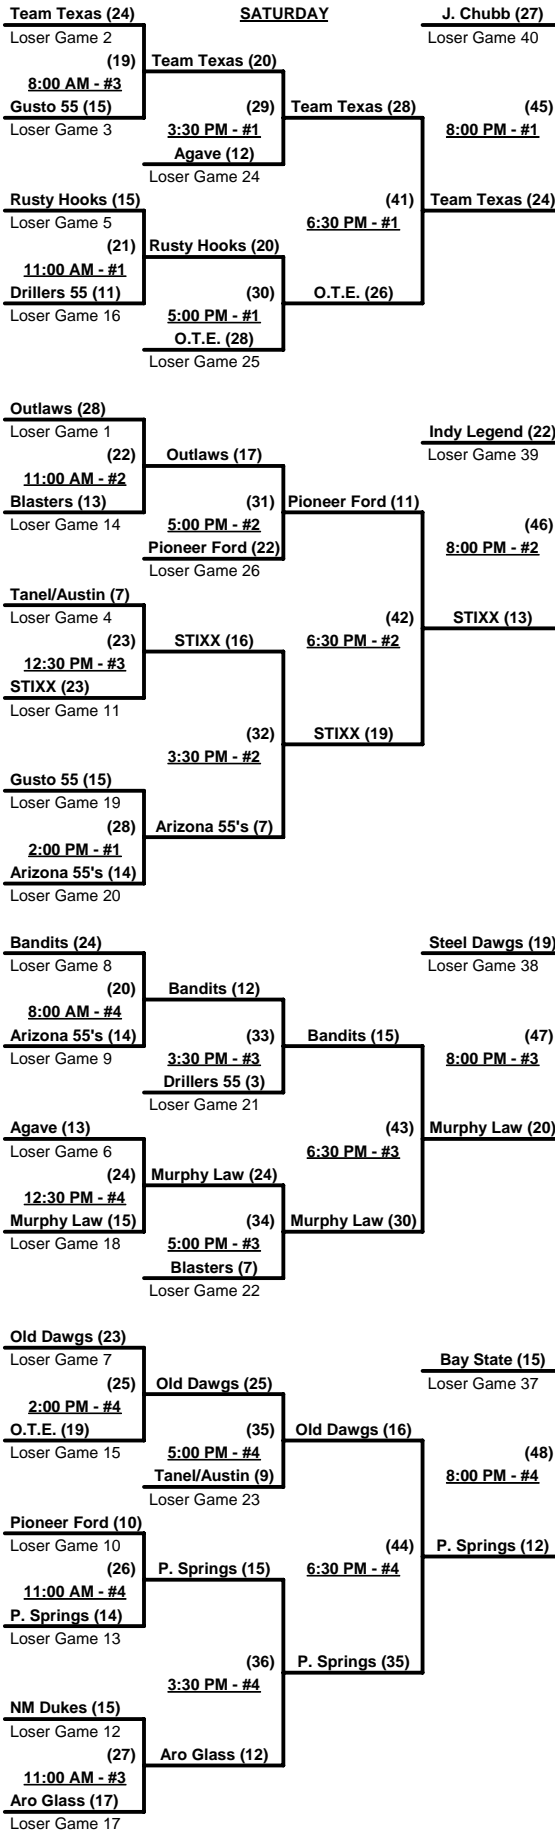 Team Texas (24) SATURDAY J. Chubb (27)
Loser Game 2 Loser Game 40
(19) Team Texas (20)
8:00 AM - #3
Gusto 55 (15) (29) Team Texas (28) (45)
Loser Game 3 3:30 PM - #1 8:00 PM - #1
Agave (12)
Loser Game 24
Rusty Hooks (15) (41) Team Texas (24)
Loser Game 5 6:30 PM - #1
(21) Rusty Hooks (20)
11:00 AM - #1
Drillers 55 (11) (30) O.T.E. (26)
Loser Game 16 5:00 PM - #1
O.T.E. (28)
Loser Game 25
Outlaws (28)
Loser Game 1 Indy Legend (22)
(22) Outlaws (17) Loser Game 39
11:00 AM - #2
Blasters (13) (31) Pioneer Ford (11)
Loser Game 14 5:00 PM - #2 (46)
Pioneer Ford (22) 8:00 PM - #2
Loser Game 26
Tanel/Austin (7)
Loser Game 4 (42) STIXX (13)
(23) STIXX (16) 6:30 PM - #2
12:30 PM - #3
STIXX (23)
Loser Game 11
(32) STIXX (19)
3:30 PM - #2
Gusto 55 (15)
Loser Game 19
(28) Arizona 55's (7)
2:00 PM - #1
Arizona 55's (14)
Loser Game 20
Bandits (24) Steel Dawgs (19)
Loser Game 8 Loser Game 38
(20) Bandits (12)
8:00 AM - #4
Arizona 55's (14) (33) Bandits (15) (47)
Loser Game 9 3:30 PM - #3 8:00 PM - #3
Drillers 55 (3)
Loser Game 21
Agave (13) (43) Murphy Law (20)
Loser Game 6 6:30 PM - #3
(24) Murphy Law (24)
12:30 PM - #4
Murphy Law (15) (34) Murphy Law (30)
Loser Game 18 5:00 PM - #3
Blasters (7)
Loser Game 22
Old Dawgs (23)
Loser Game 7 Bay State (15)
(25) Old Dawgs (25) Loser Game 37
2:00 PM - #4
O.T.E. (19) (35) Old Dawgs (16)
Loser Game 15 5:00 PM - #4 (48)
Tanel/Austin (9) 8:00 PM - #4
Loser Game 23
Pioneer Ford (10)
Loser Game 10 (44) P. Springs (12)
(26) P. Springs (15) 6:30 PM - #4
11:00 AM - #4
P. Springs (14)
Loser Game 13
(36) P. Springs (35)
3:30 PM - #4
NM Dukes (15)
Loser Game 12
(27) Aro Glass (12)
11:00 AM - #3
Aro Glass (17)
Loser Game 17